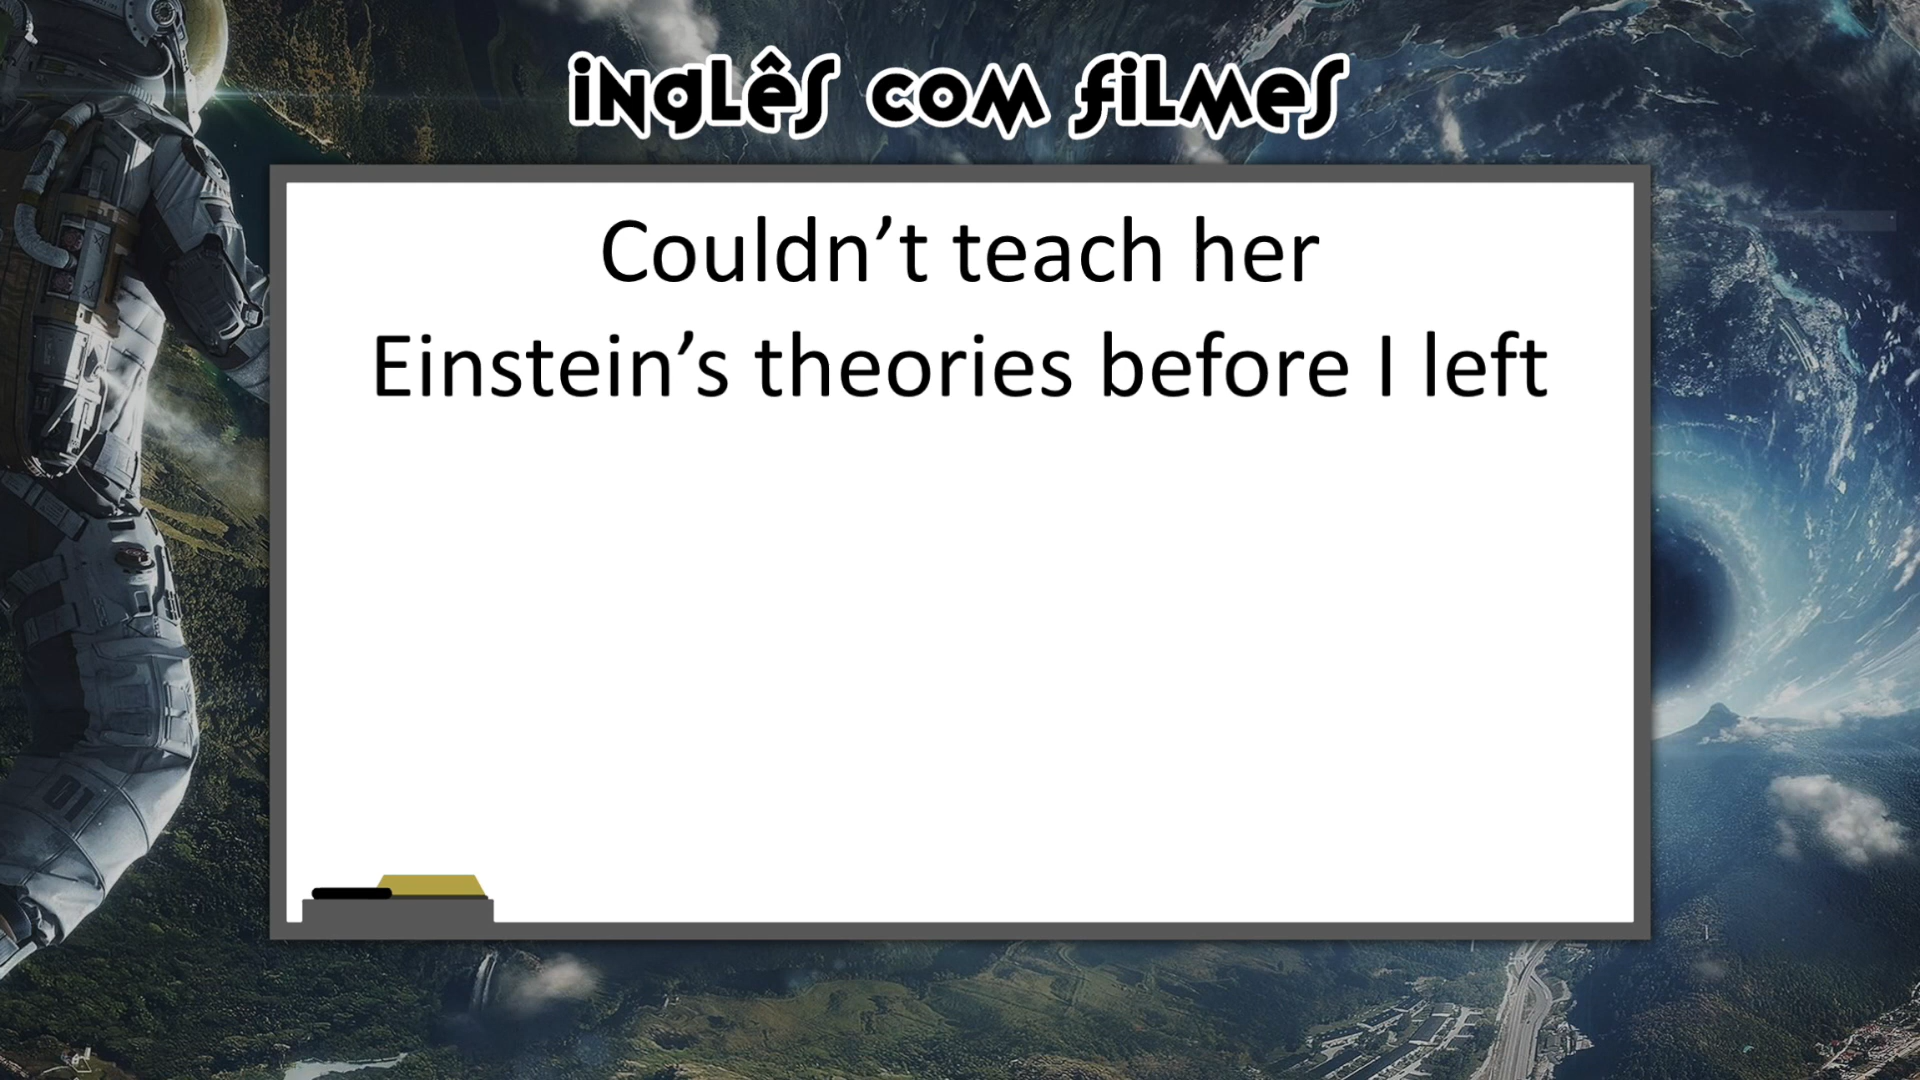 inglês com filmes
Couldn’t teach her
Einstein’s theories before I left